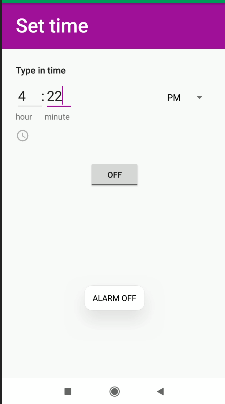 Set time
Type in time
4 : 22 PM
hour minute
OFF
ALARM OFF